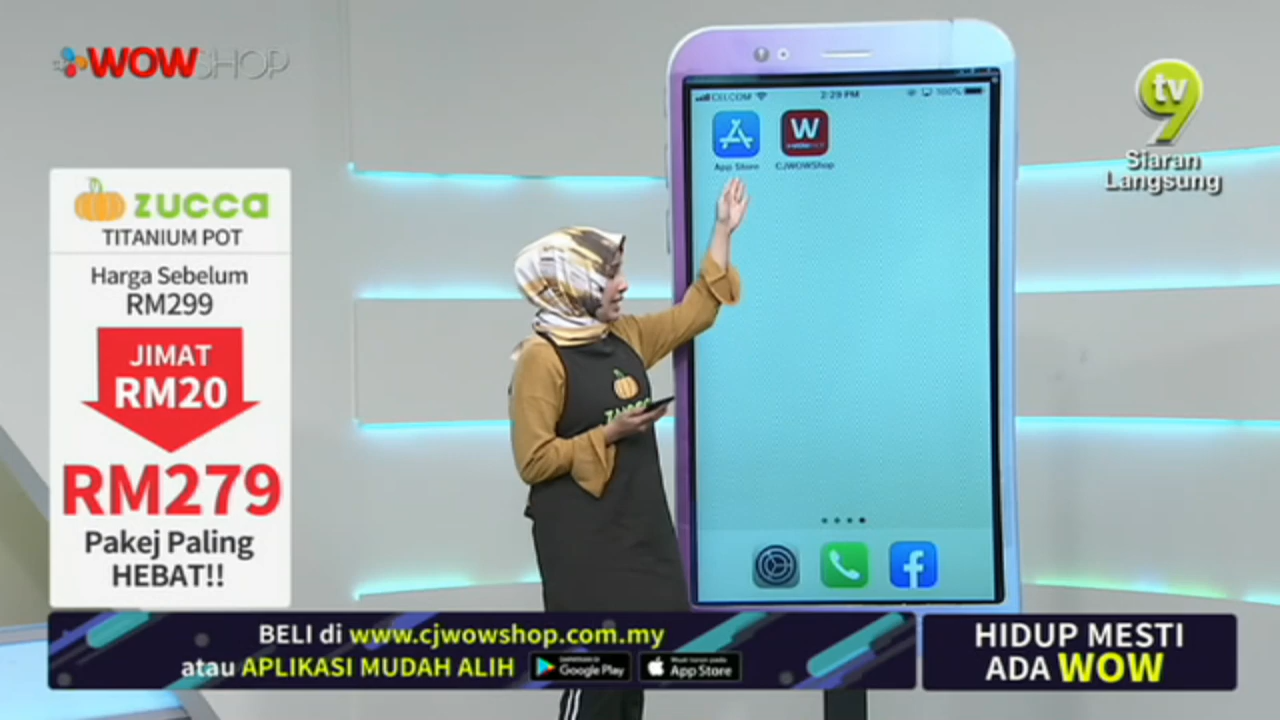 WOWSHOP
tv9
Siaran
Langsung
zucca
TITANIUM POT
Harga Sebelum
RM299
JIMAT
RM20
RM279
Pakej Paling
HEBAT!!
CELCOM
2:29 PM
100%
W
App Store
CJWOWShop
BELI di www.cjwowshop.com.my
atau APLIKASI MUDAH ALIH
Google Play
App Store
HIDUP MESTI
ADA WOW